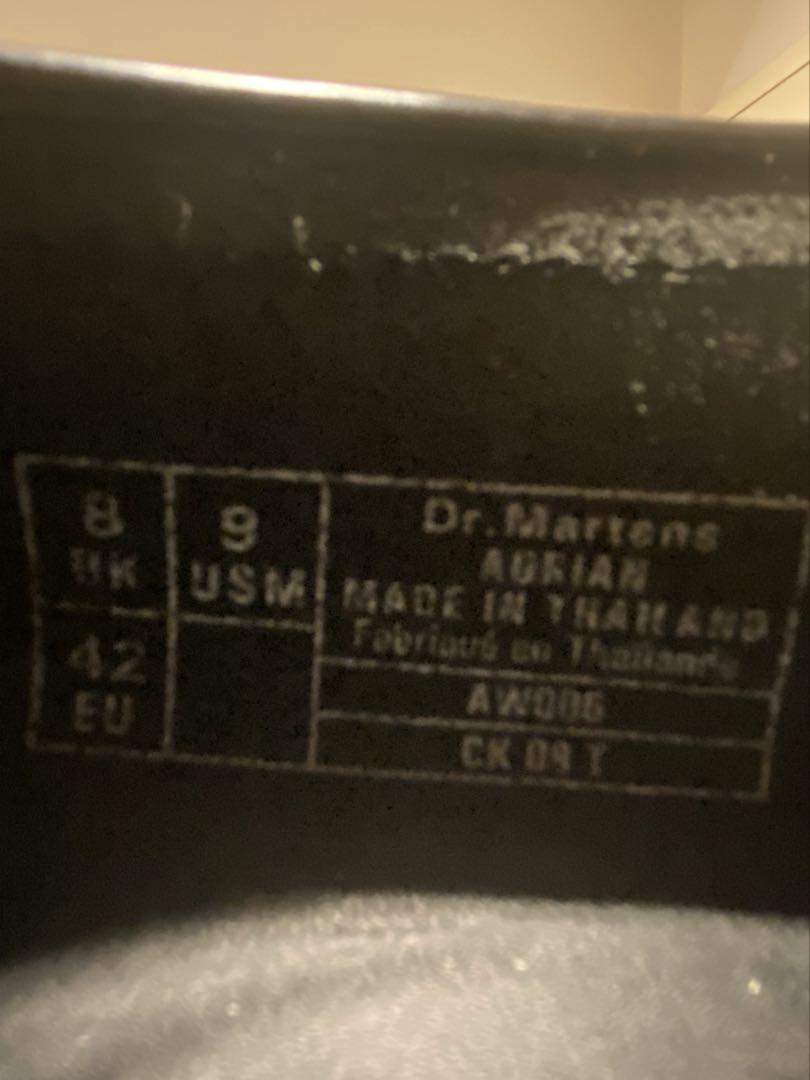 8
UK
9
USM
42
EU
Dr.Martens
ADRIAN
MADE IN THAILAND
Fabriqué en Thaïlande
AW006
CK 09 T